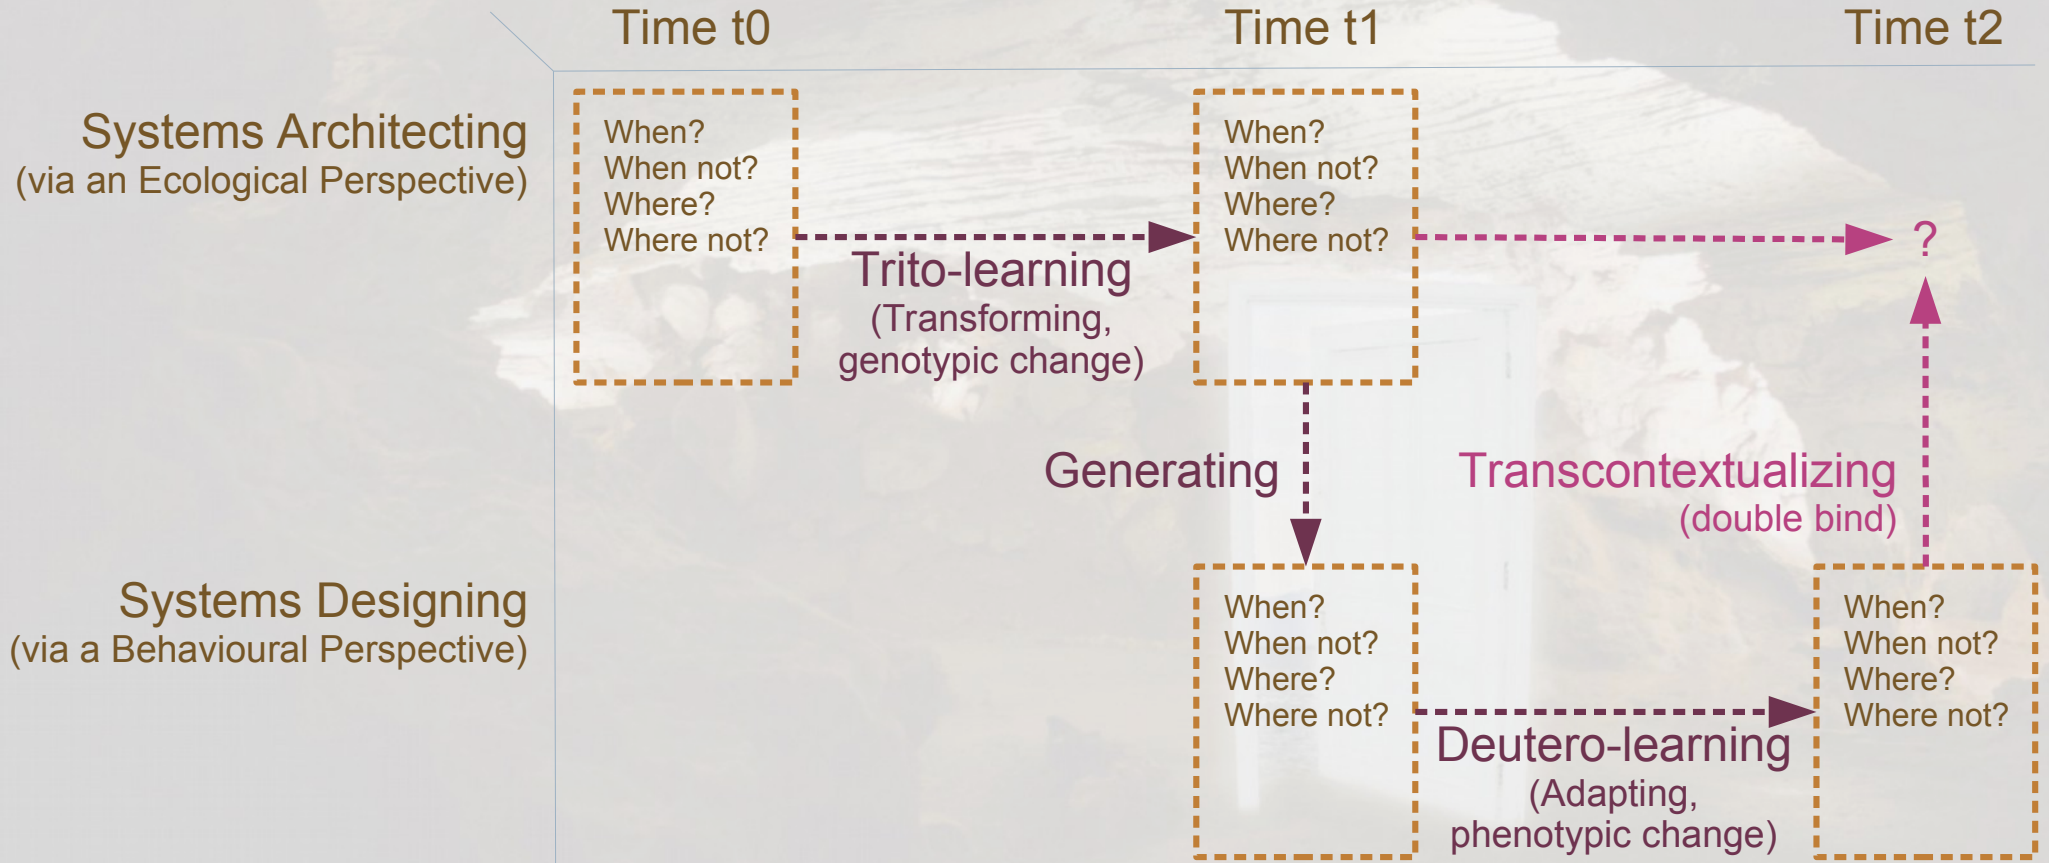 Time t0
Time t1
Time t2
Systems Architecting
(via an Ecological Perspective)
When?
When not?
Where?
Where not?
When?
When not?
Where?
Where not?
?
Trito-learning
(Transforming,
genotypic change)
Generating
Transcontextualizing
(double bind)
Systems Designing
(via a Behavioural Perspective)
When?
When not?
Where?
Where not?
When?
When not?
Where?
Where not?
Deutero-learning
(Adapting,
phenotypic change)